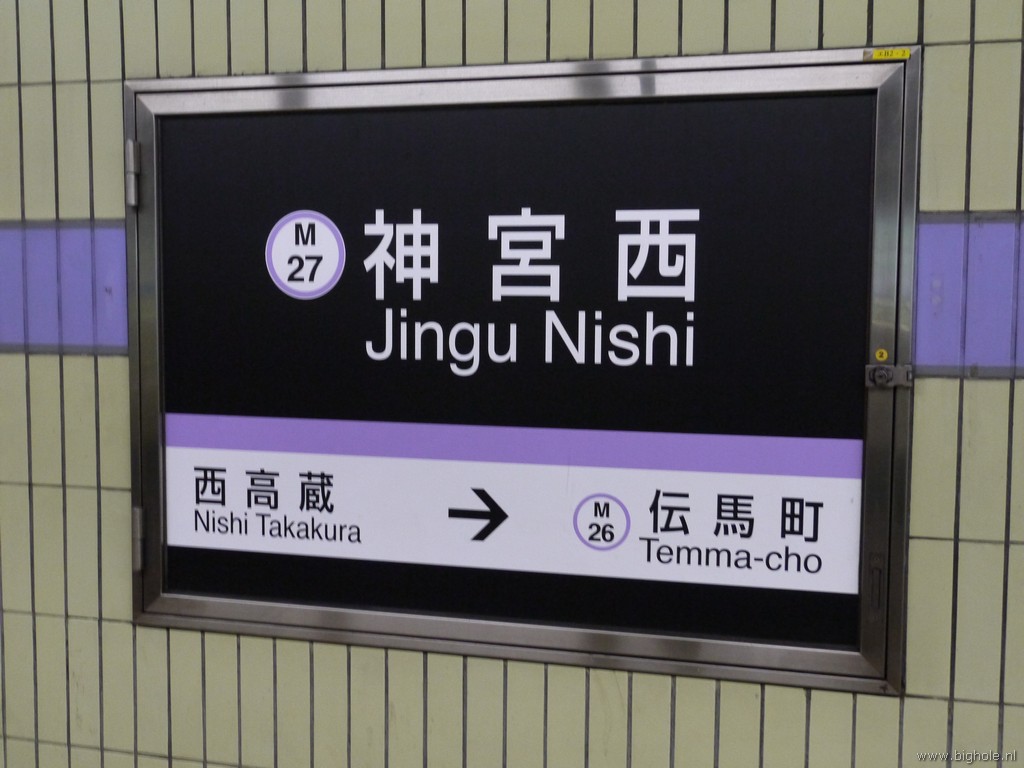 M
27
神宮西
Jingu Nishi
西高蔵
Nishi Takakura
→
M
26
伝馬町
Temma-cho
2
www.bighole.nl